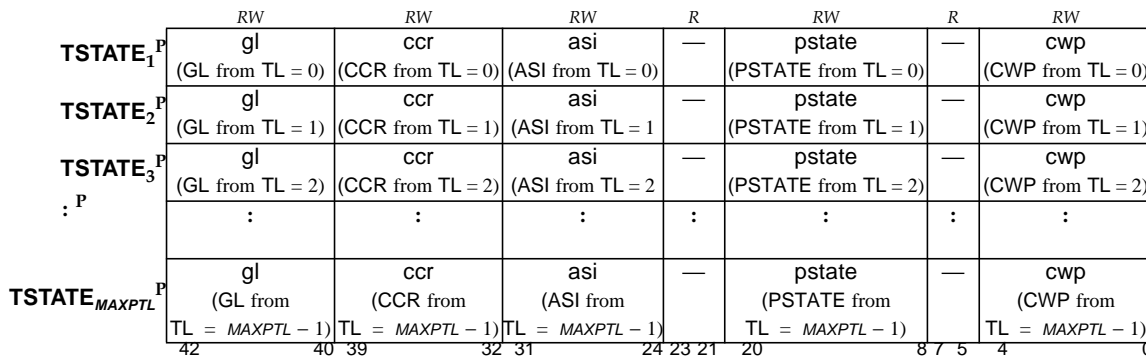 RW RW RW R RW R RW
TSTATE1P gl ccr asi — pstate — cwp
(GL from TL = 0) (CCR from TL = 0) (ASI from TL = 0) (PSTATE from TL = 0) (CWP from TL = 0)
TSTATE2P gl ccr asi — pstate — cwp
(GL from TL = 1) (CCR from TL = 1) (ASI from TL = 1 (PSTATE from TL = 1) (CWP from TL = 1)
TSTATE3P gl ccr asi — pstate — cwp
(GL from TL = 2) (CCR from TL = 2) (ASI from TL = 2 (PSTATE from TL = 2) (CWP from TL = 2)
: P : : : : : : :
TSTATEMAXPTLP gl ccr asi — pstate — cwp
(GL from (CCR from (ASI from (PSTATE from (CWP from
TL = MAXPTL − 1) TL = MAXPTL − 1) TL = MAXPTL − 1) TL = MAXPTL − 1) TL = MAXPTL − 1)
42 40 39 32 31 24 23 21 20 8 7 5 4 0